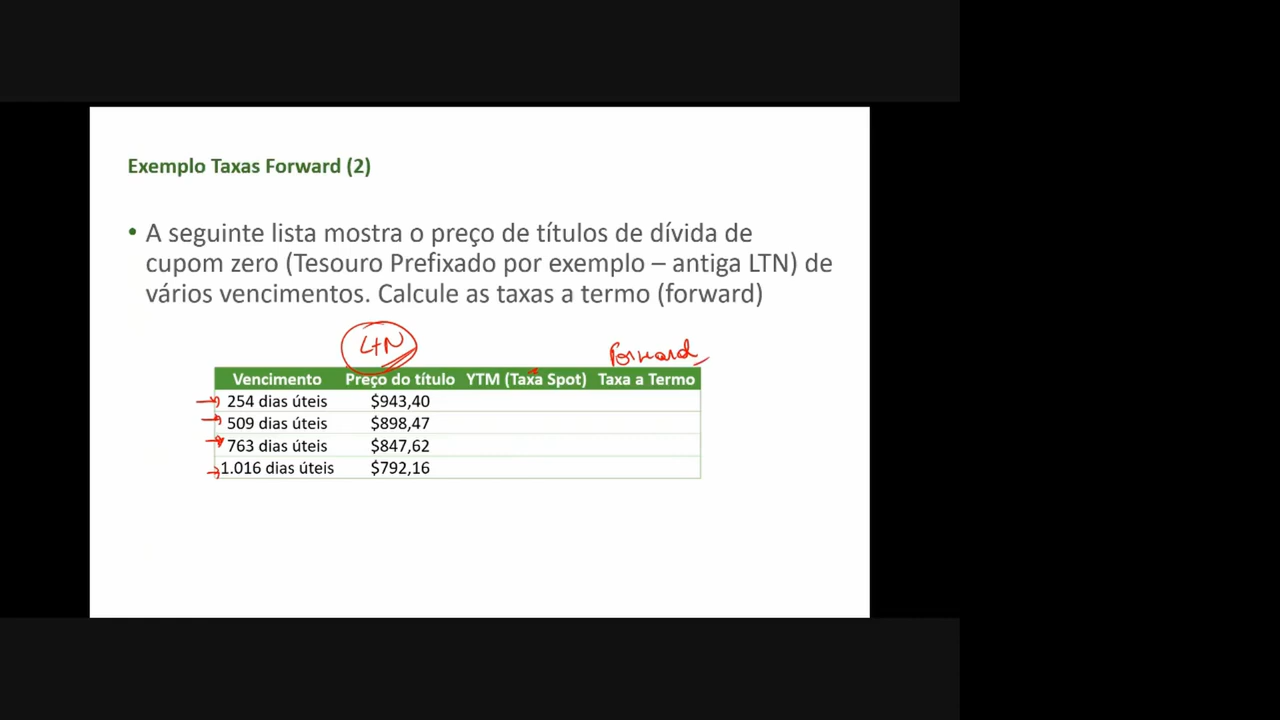 Exemplo Taxas Forward (2)
• A seguinte lista mostra o preço de títulos de dívida de
cupom zero (Tesouro Prefixado por exemplo – antiga LTN) de
vários vencimentos. Calcule as taxas a termo (forward)
LTN Forward
Vencimento Preço do título YTM (Taxa Spot) Taxa a Termo
254 dias úteis $943,40
509 dias úteis $898,47
763 dias úteis $847,62
1.016 dias úteis $792,16